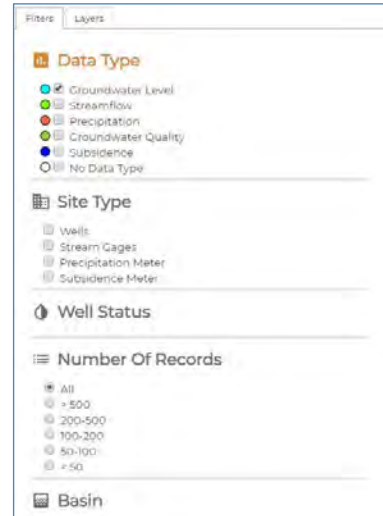 Filters Layers
Data Type
Groundwater Level
Streamflow
Precipitation
Groundwater Quality
Subsidence
No Data Type
Site Type
Wells
Stream Gages
Precipitation Meter
Subsidence Meter
Well Status
Number Of Records
All
> 500
200-500
100-200
50-100
< 50
Basin